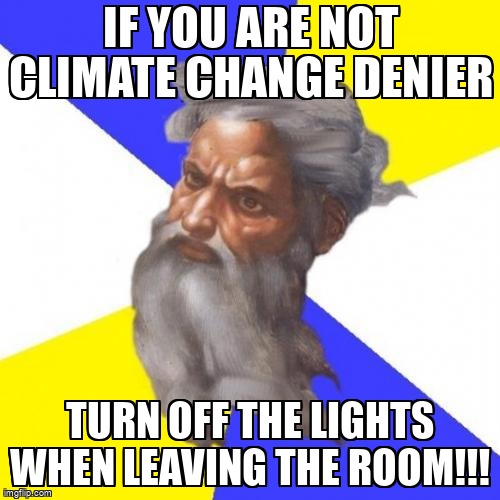 IF YOU ARE NOT
CLIMATE CHANGE DENIER
TURN OFF THE LIGHTS
WHEN LEAVING THE ROOM!!!
imgflip.com